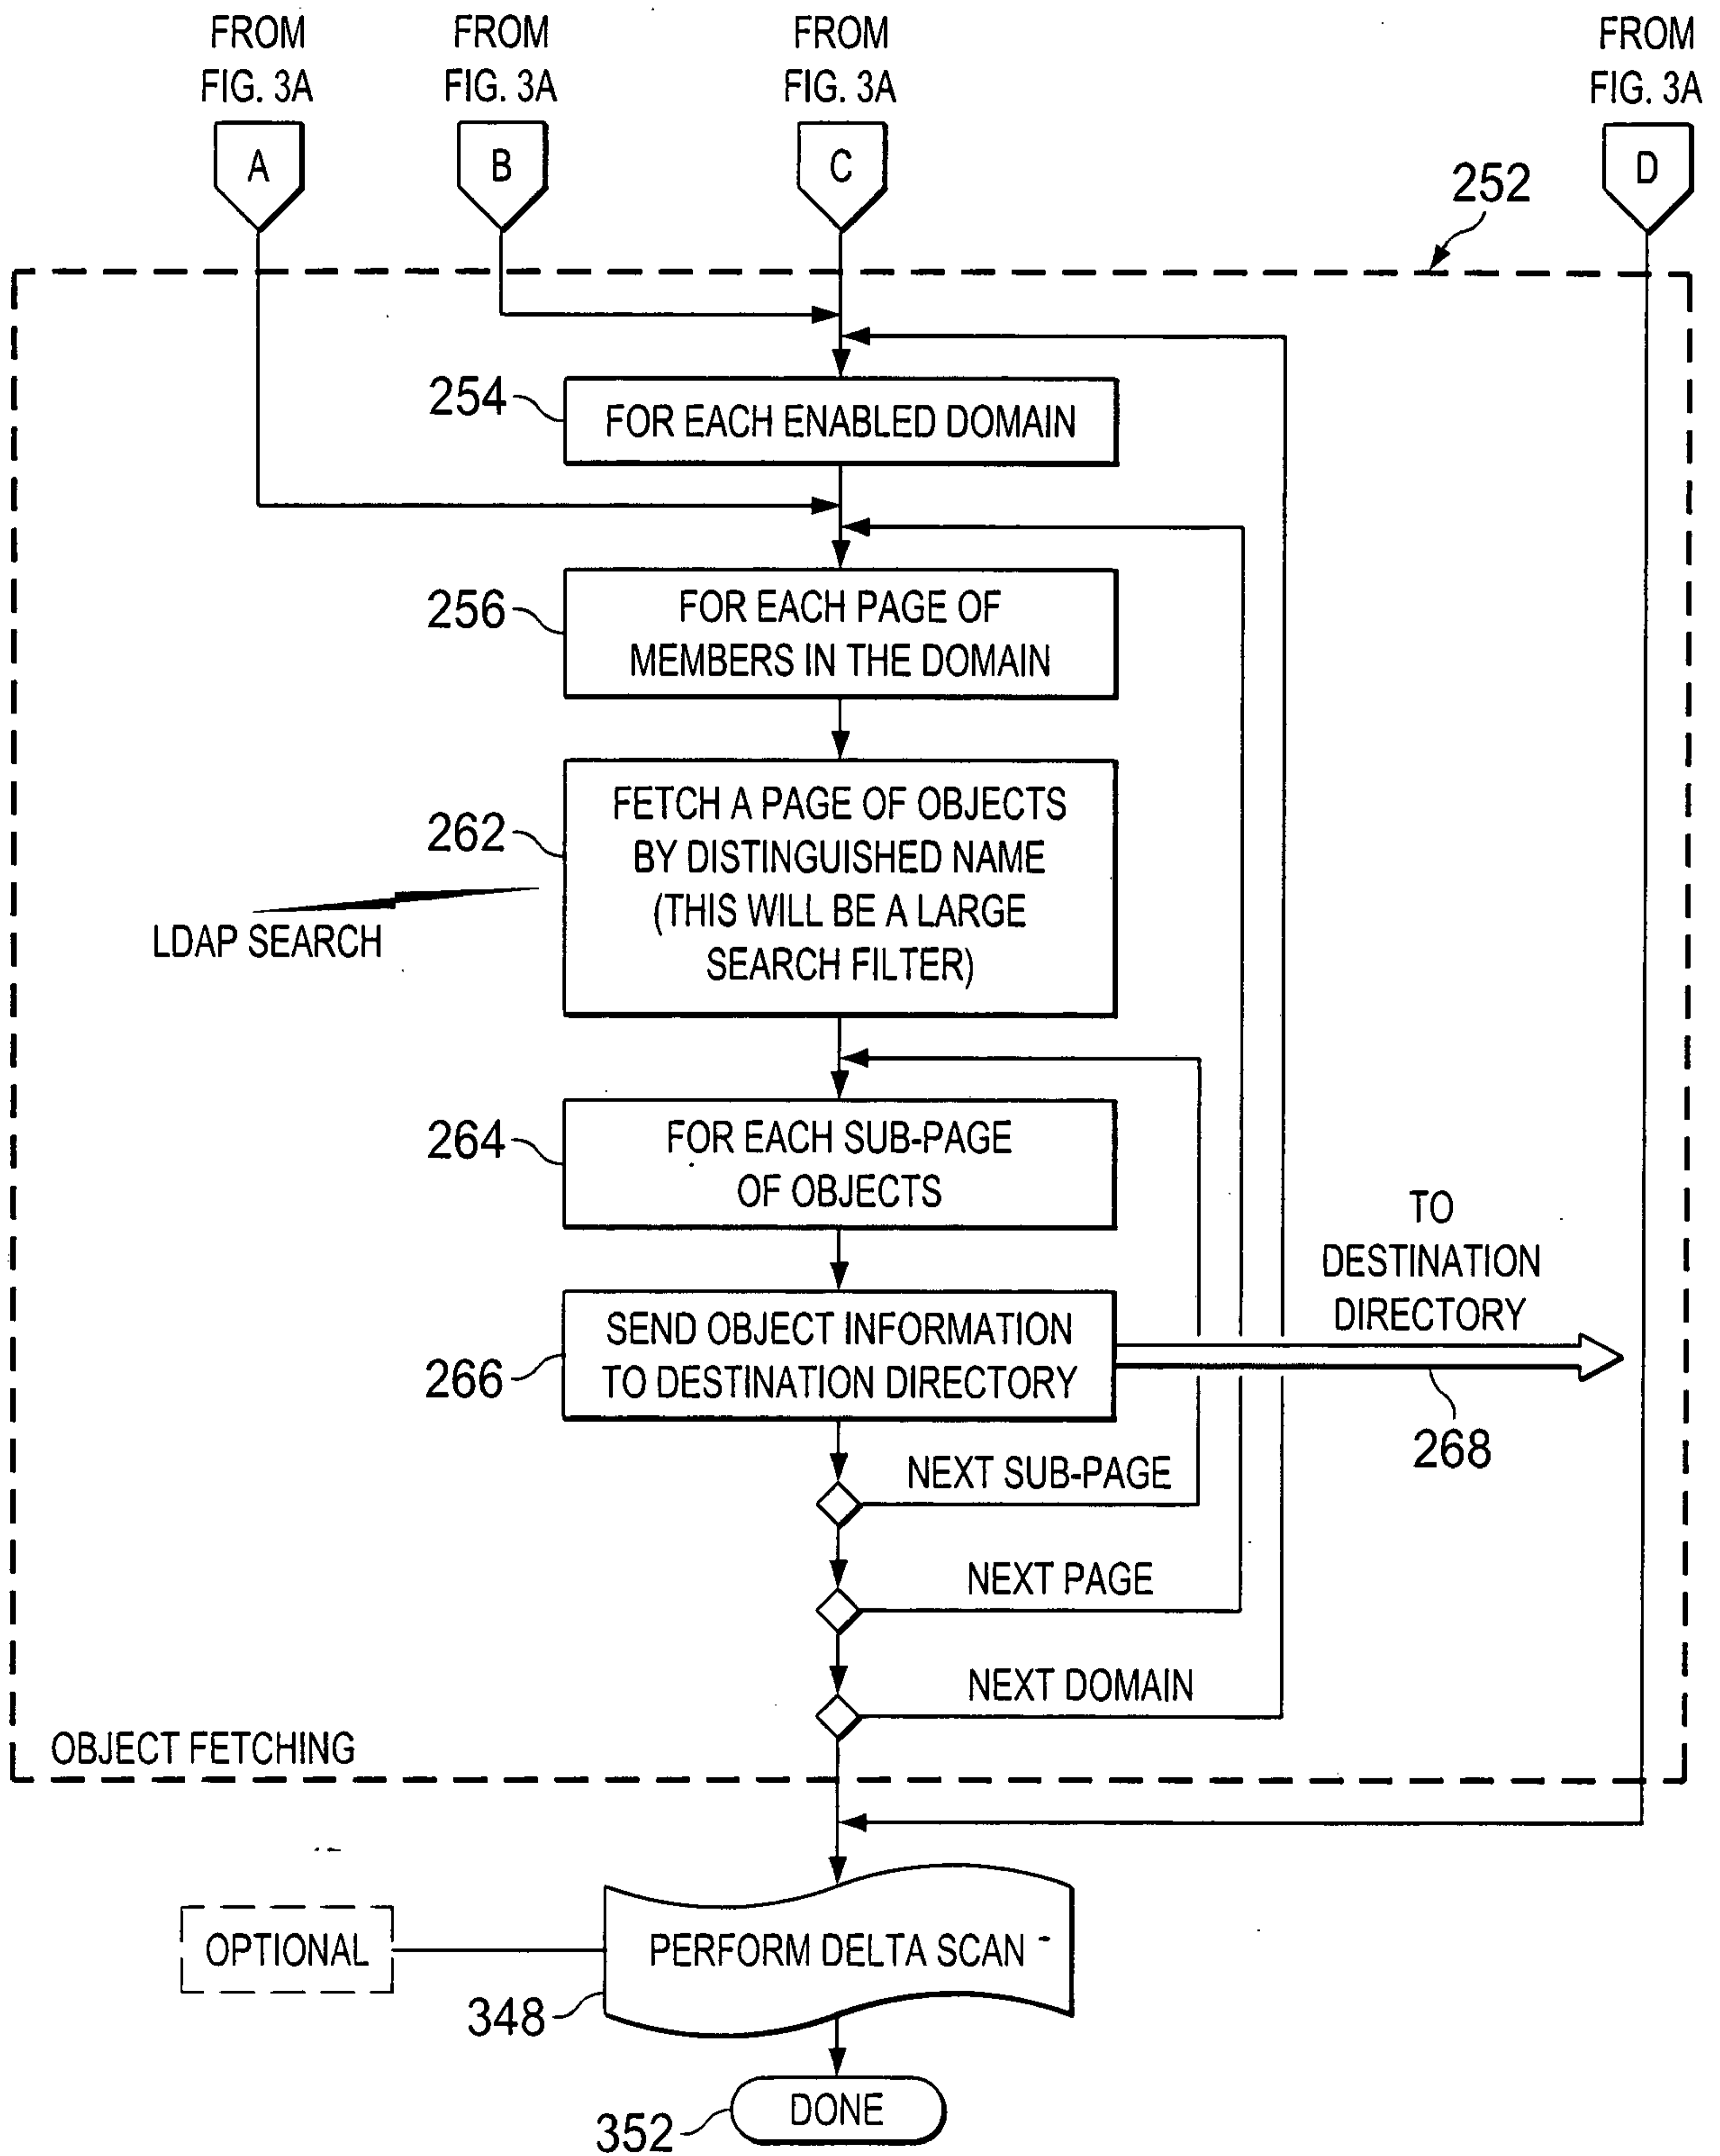 FROM
FIG. 3A
FROM
FIG. 3A
FROM
FIG. 3A
FROM
FIG. 3A
A
B
C
D
252
254
FOR EACH ENABLED DOMAIN
256
FOR EACH PAGE OF
MEMBERS IN THE DOMAIN
262
FETCH A PAGE OF OBJECTS
BY DISTINGUISHED NAME
(THIS WILL BE A LARGE
SEARCH FILTER)
LDAP SEARCH
264
FOR EACH SUB-PAGE
OF OBJECTS
TO
DESTINATION
DIRECTORY
266
SEND OBJECT INFORMATION
TO DESTINATION DIRECTORY
268
NEXT SUB-PAGE
NEXT PAGE
NEXT DOMAIN
OBJECT FETCHING
OPTIONAL
PERFORM DELTA SCAN
348
DONE
352